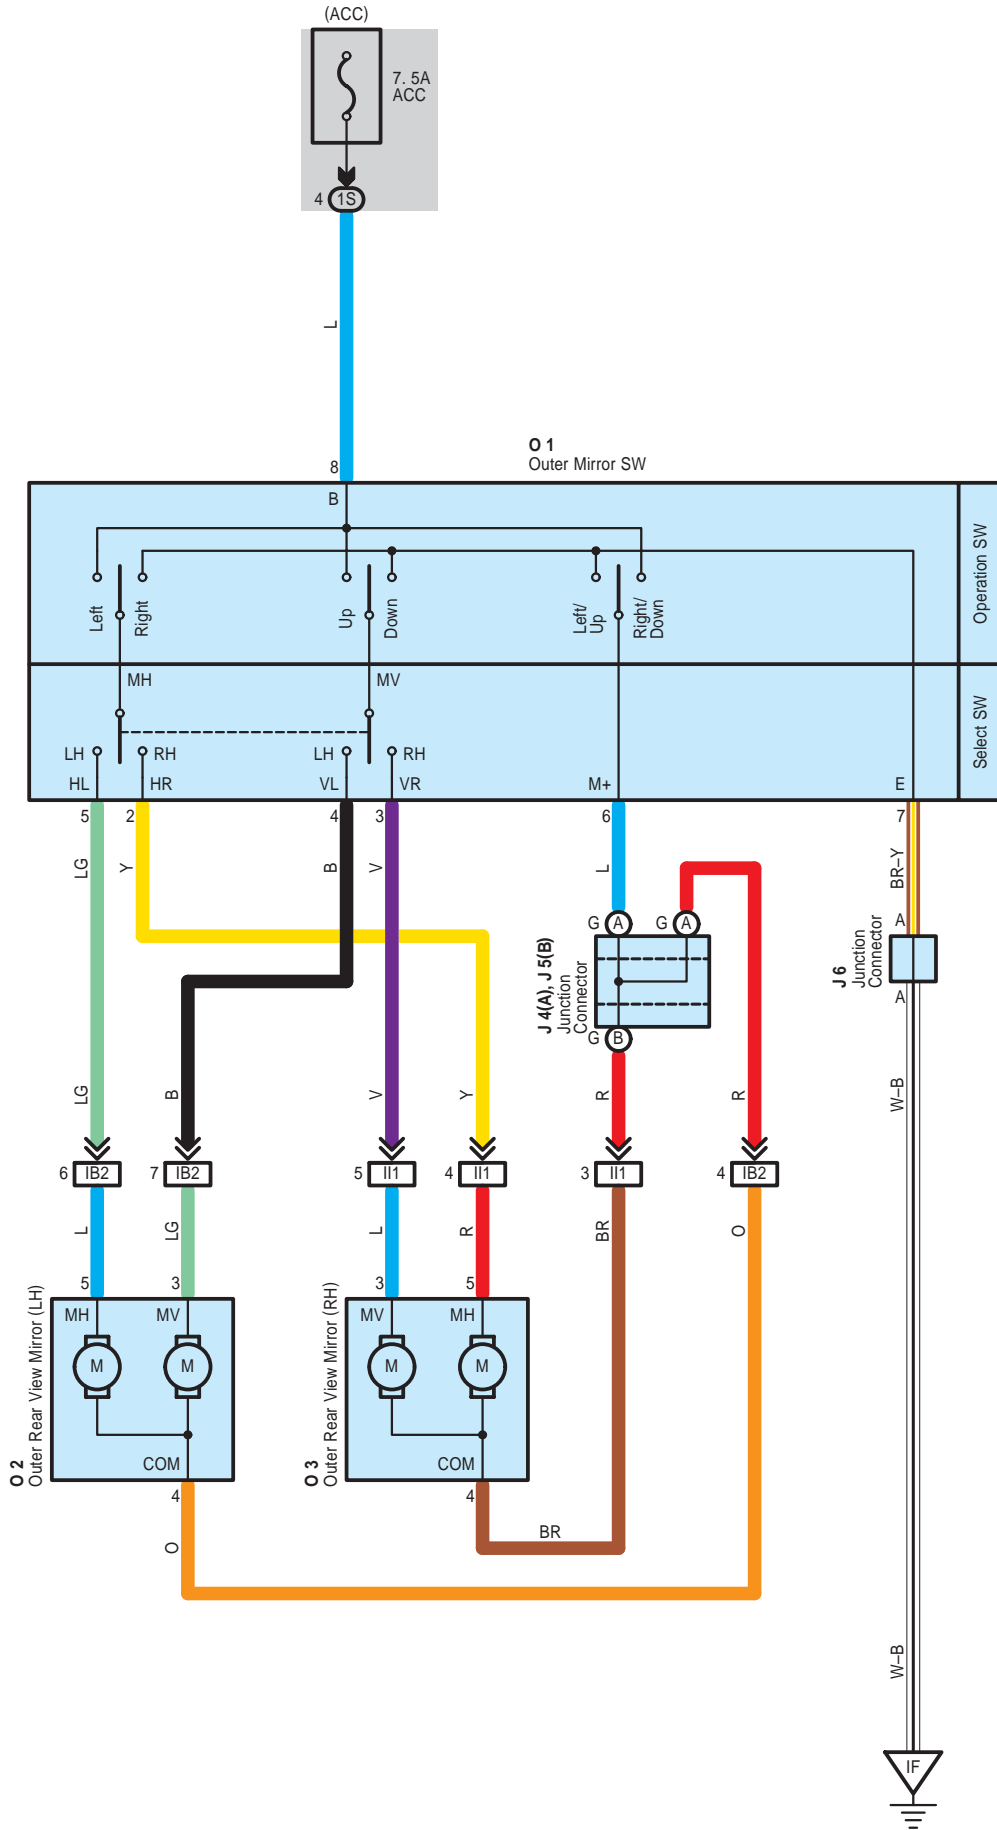 (ACC)
7. 5A
ACC
4 1S
L
O 1
Outer Mirror SW
8
B
Left
Right
Up
Down
Left/
Up
Right/
Down
Operation SW
MH
MV
LH
RH
LH
RH
HL
HR
VL
VR
M+
E
Select SW
5
2
4
3
6
7
LG
Y
B
V
L
BR–Y
G A
G A
A
J 4(A), J 5(B)
Junction
Connector
J 6
Junction
Connector
A
G B
LG
B
V
Y
R
R
W–B
6 IB2
7 IB2
5 II1
4 II1
3 II1
4 IB2
L
LG
L
R
BR
O
5
3
3
5
MH
MV
MV
MH
M
M
M
M
COM
COM
O 2
Outer Rear View Mirror (LH)
O 3
Outer Rear View Mirror (RH)
4
4
O
BR
W–B
IF